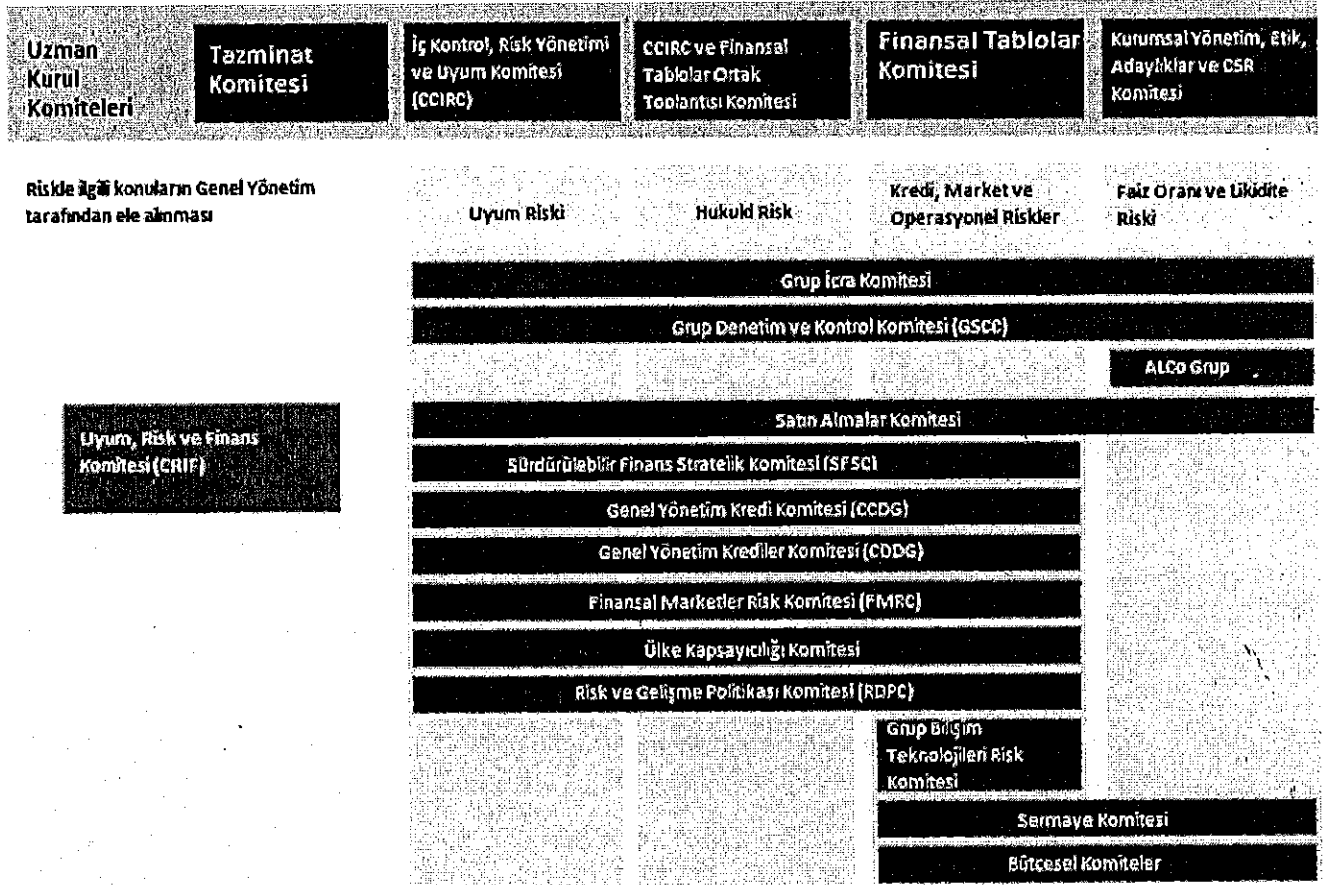 Uzman
Kurul
Komiteleri
Tazminat
Komitesi
İç Kontrol, Risk Yönetimi
ve Uyum Komitesi
(CCIRC)
CCIRC ve Finansal
Tablolar Ortak
Toplantısı Komitesi
Finansal Tablolar
Komitesi
Kurumsal Yönetim, Etik,
Adaylıklar ve CSR
Komitesi
Riskle ilgili konuların Genel Yönetim
tarafından ele alınması
Uyum Riski
Hukuki Risk
Kredi, Market ve
Operasyonel Riskler
Faiz Oranı ve Likidite
Riski
Grup İcra Komitesi
Grup Denetim ve Kontrol Komitesi (GSCC)
ALCo Grup
Uyum, Risk ve Finans
Komitesi (CRIF)
Satın Almalar Komitesi
Sürdürülebilir Finans Stratelik Komitesi (SFSC)
Genel Yönetim Kredi Komitesi (CCDG)
Genel Yönetim Krediler Komitesi (CDDG)
Finansal Marketler Risk Komitesi (FMRC)
Ülke Kapsayıcılığı Komitesi
Risk ve Gelişme Politikası Komitesi (RDPC)
Grup Bilişim
Teknolojileri Risk
Komitesi
Sermaye Komitesi
Bütçesel Komiteler